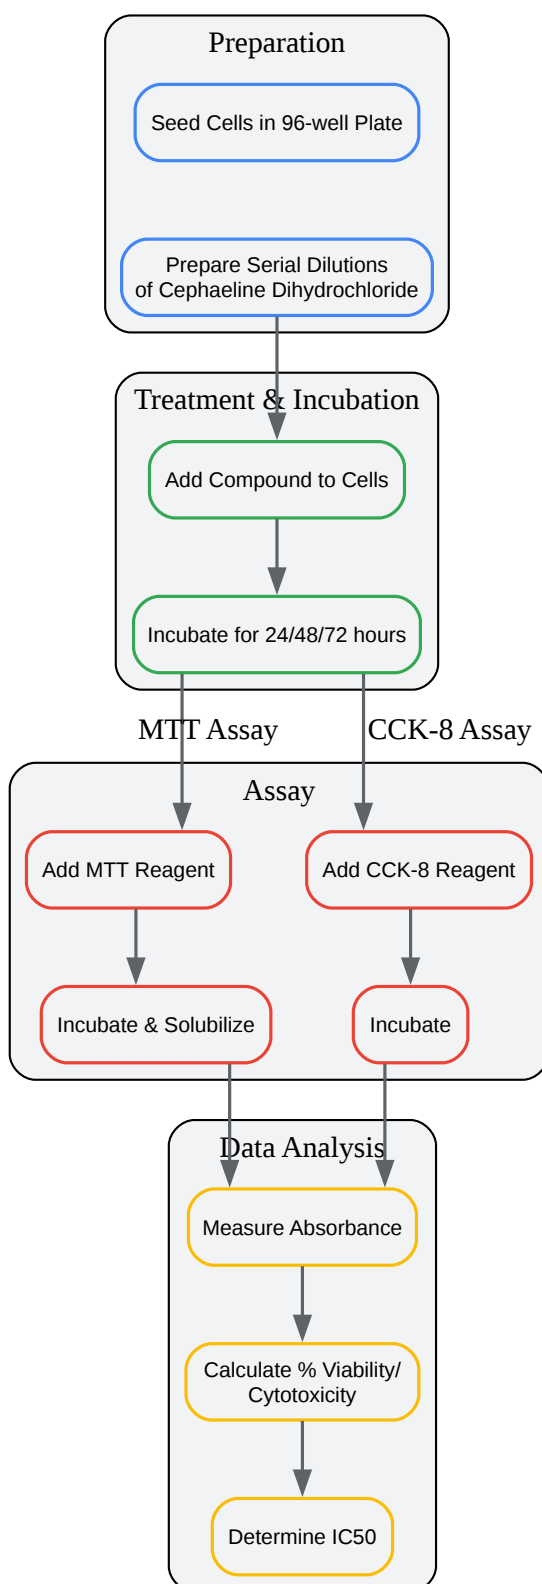 Preparation
Seed Cells in 96-well Plate
Prepare Serial Dilutions
of Cephaeline Dihydrochloride
Treatment & Incubation
Add Compound to Cells
Incubate for 24/48/72 hours
MTT Assay
CCK-8 Assay
Assay
Add MTT Reagent
Add CCK-8 Reagent
Incubate & Solubilize
Incubate
Data Analysis
Measure Absorbance
Calculate % Viability/
Cytotoxicity
Determine IC50